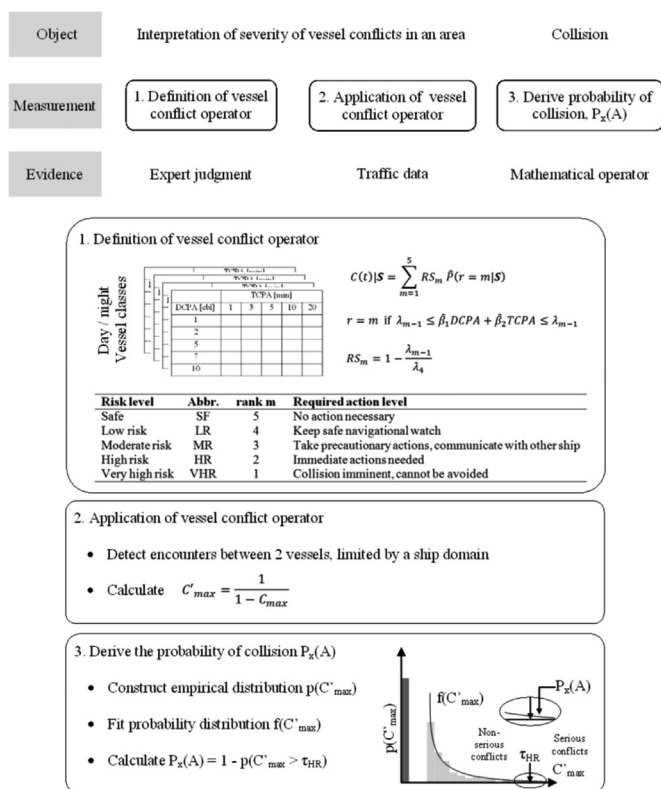 Object Interpretation of severity of vessel conflicts in an area Collision
Measurement 1. Definition of vessel conflict operator 2. Application of vessel conflict operator 3. Derive probability of collision, Pₓ(A)
Evidence Expert judgment Traffic data Mathematical operator
1. Definition of vessel conflict operator
Day / night
Vessel classes
TCPA [min]
DCPA [cbl] 1 3 5 10 20
1
2
5
7
10
C(t)|S = ∑_{m=1}^{5} RSₘ P̂(r = m|S)
r = m if λₘ₋₁ ≤ β̂₁DCPA + β̂₂TCPA ≤ λₘ₋₁
RSₘ = 1 − λₘ₋₁/λ₄
Risk level Abbr. rank m Required action level
Safe SF 5 No action necessary
Low risk LR 4 Keep safe navigational watch
Moderate risk MR 3 Take precautionary actions, communicate with other ship
High risk HR 2 Immediate actions needed
Very high risk VHR 1 Collision imminent, cannot be avoided
2. Application of vessel conflict operator
• Detect encounters between 2 vessels, limited by a ship domain
• Calculate C'_{max} = 1/(1 − C_{max})
3. Derive the probability of collision Pₓ(A)
• Construct empirical distribution p(C'_{max})
• Fit probability distribution f(C'_{max})
• Calculate Pₓ(A) = 1 - p(C'_{max} > τ_{HR})
p(C'_{max})
f(C'_{max})
Pₓ(A)
Non-
serious
conflicts
τ_{HR}
Serious
conflicts
C'_{max}